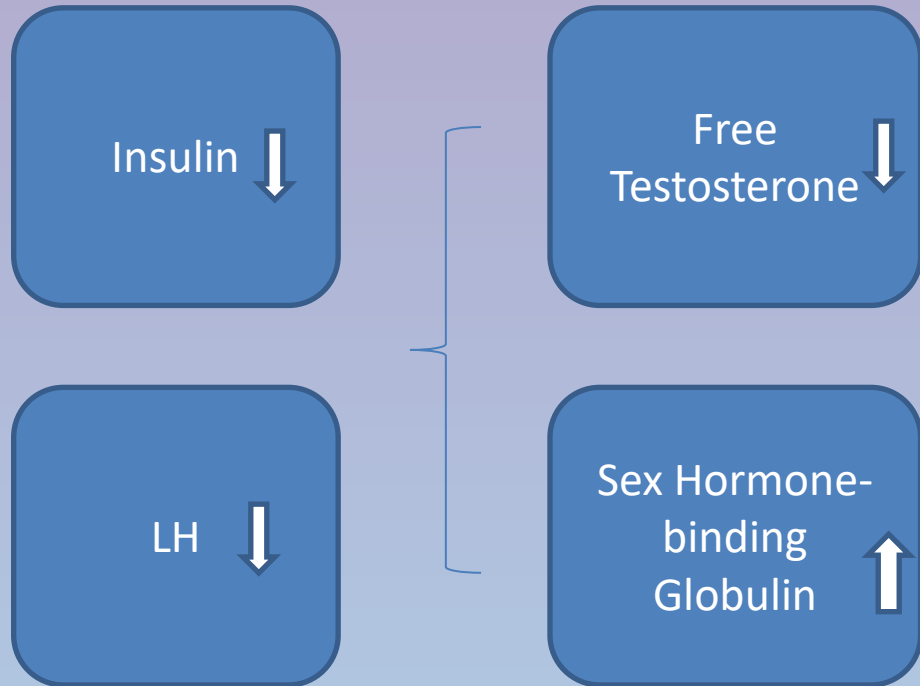 Insulin
Free
Testosterone
LH
Sex Hormone-
binding
Globulin